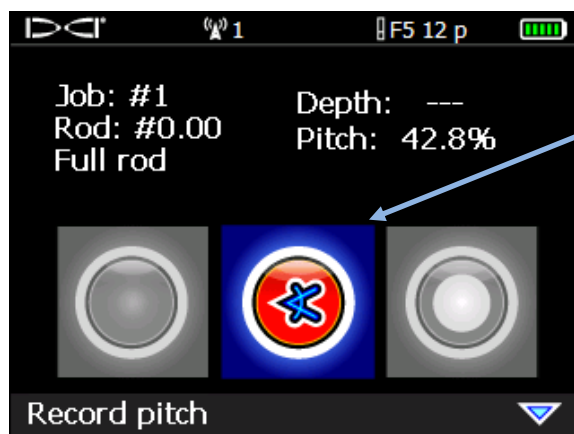 DCI
1
F5 12 p
Job: #1
Depth: ---
Rod: #0.00
Pitch: 42.8%
Full rod
Record pitch